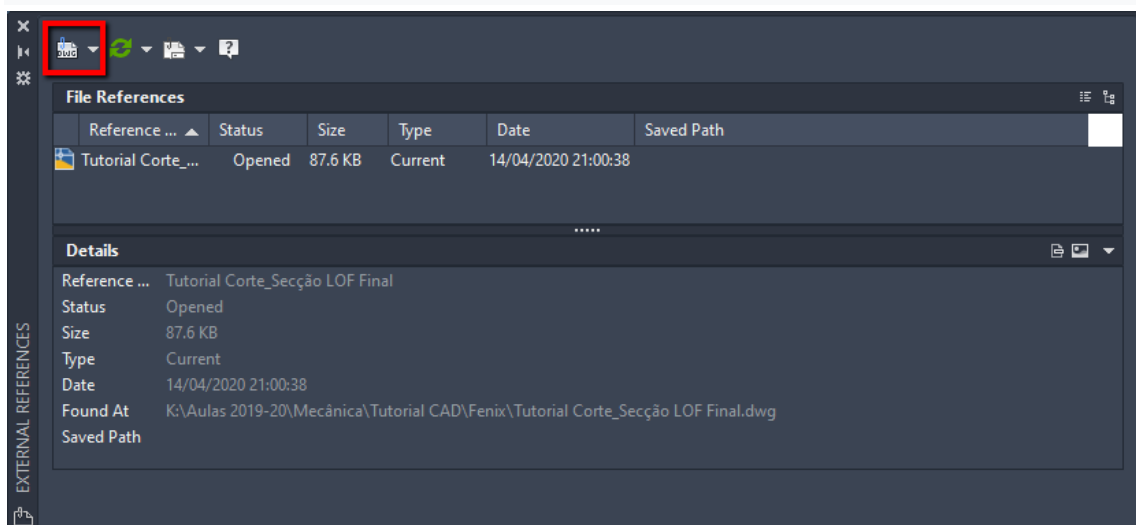 DWG
File References
Reference ... Status Size Type Date Saved Path
Tutorial Corte_... Opened 87.6 KB Current 14/04/2020 21:00:38
Details
Reference ... Tutorial Corte_Secção LOF Final
Status Opened
Size 87.6 KB
Type Current
Date 14/04/2020 21:00:38
Found At K:\Aulas 2019-20\Mecânica\Tutorial CAD\Fenix\Tutorial Corte_Secção LOF Final.dwg
Saved Path
EXTERNAL REFERENCES